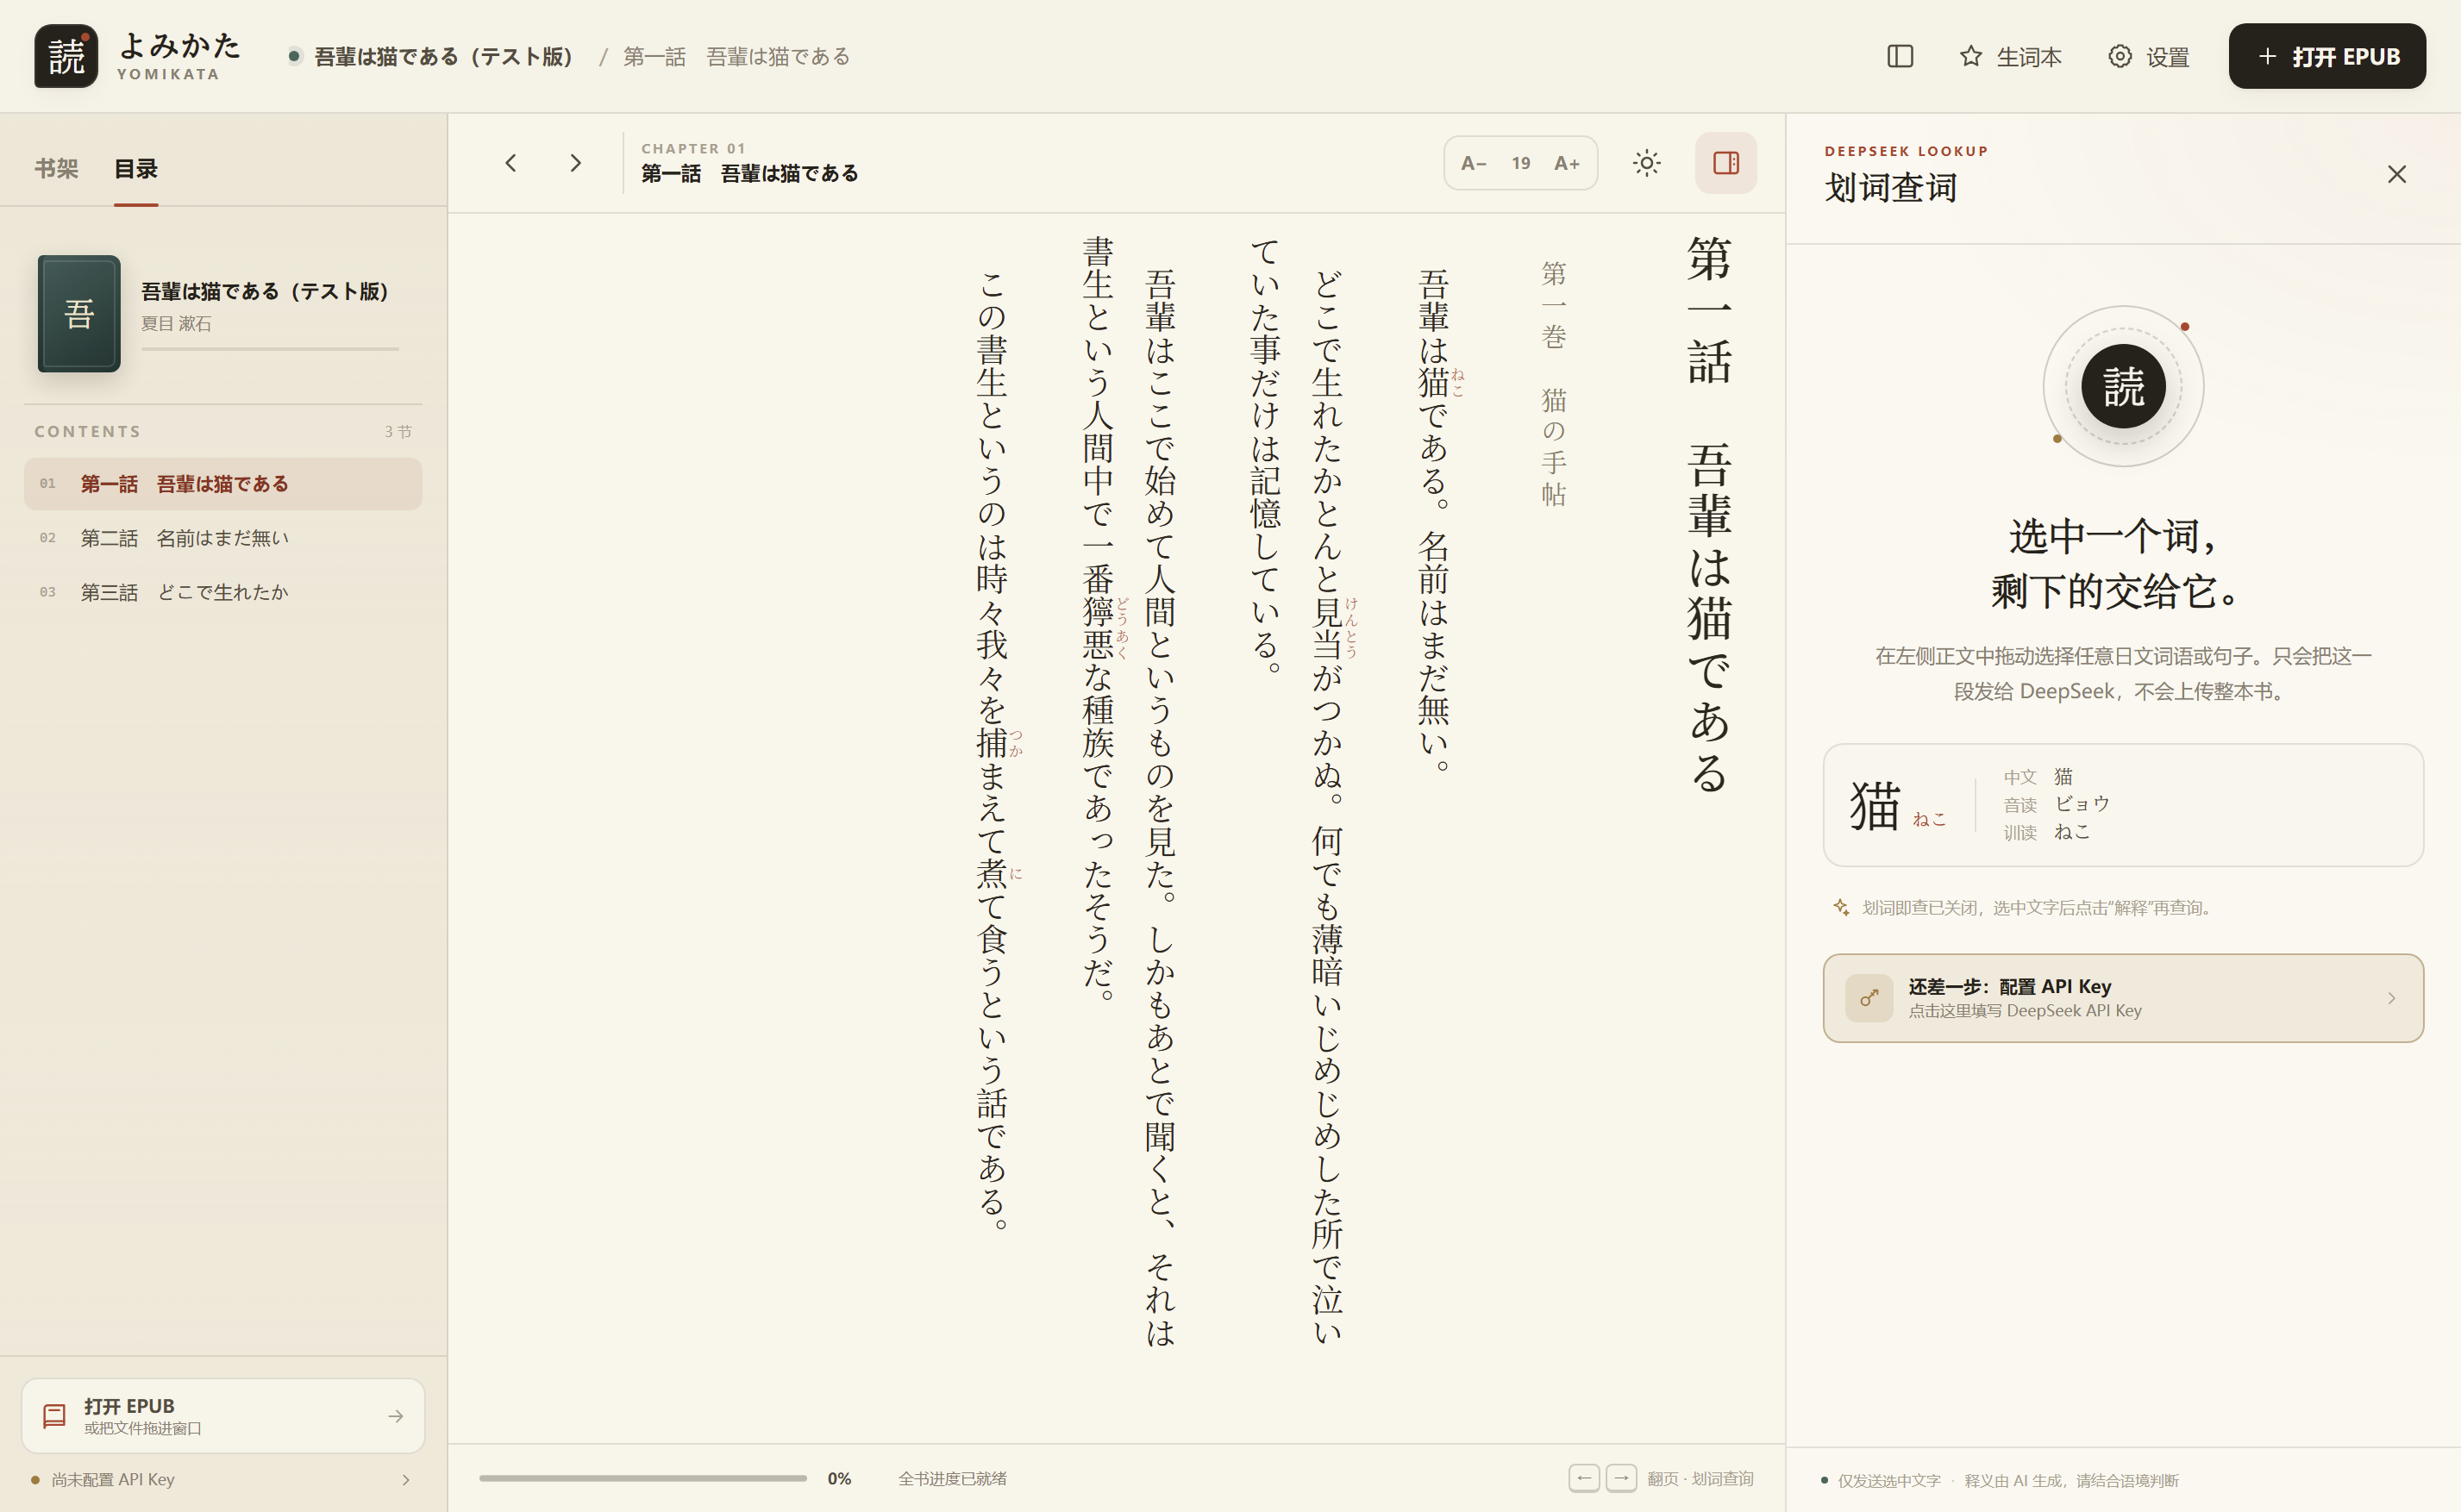 読
よみかた
YOMIKATA
吾輩は猫である（テスト版） / 第一話　吾輩は猫である
生词本
设置
打开 EPUB
书架
目录
吾
吾輩は猫である（テスト版）
夏目 漱石
CONTENTS
3 节
01 第一話　吾輩は猫である
02 第二話　名前はまだ無い
03 第三話　どこで生れたか
打开 EPUB
或把文件拖进窗口
尚未配置 API Key
CHAPTER 01
第一話　吾輩は猫である
A− 19 A+
第一話　吾輩は猫である
第一巻　猫の手帖
吾輩は猫である。名前はまだ無い。
ねこ
どこで生れたかとんと見当がつかぬ。何でも薄暗いじめじめした所で泣い
けんとう
ていた事だけは記憶している。
吾輩はここで始めて人間というものを見た。しかもあとで聞くと、それは
書生という人間中で一番獰悪な種族であったそうだ。
どうあく
この書生というのは時々我々を捕まえて煮て食うという話である。
つか
に
0%
全书进度已就绪
← → 翻页 · 划词查询
DEEPSEEK LOOKUP
划词查词
読
选中一个词，
剩下的交给它。
在左侧正文中拖动选择任意日文词语或句子。只会把这一
段发给 DeepSeek，不会上传整本书。
猫 ねこ
中文 猫
音读 ビョウ
训读 ねこ
划词即查已关闭，选中文字后点击“解释”再查询。
还差一步：配置 API Key
点击这里填写 DeepSeek API Key
仅发送选中文字 · 释义由 AI 生成，请结合语境判断